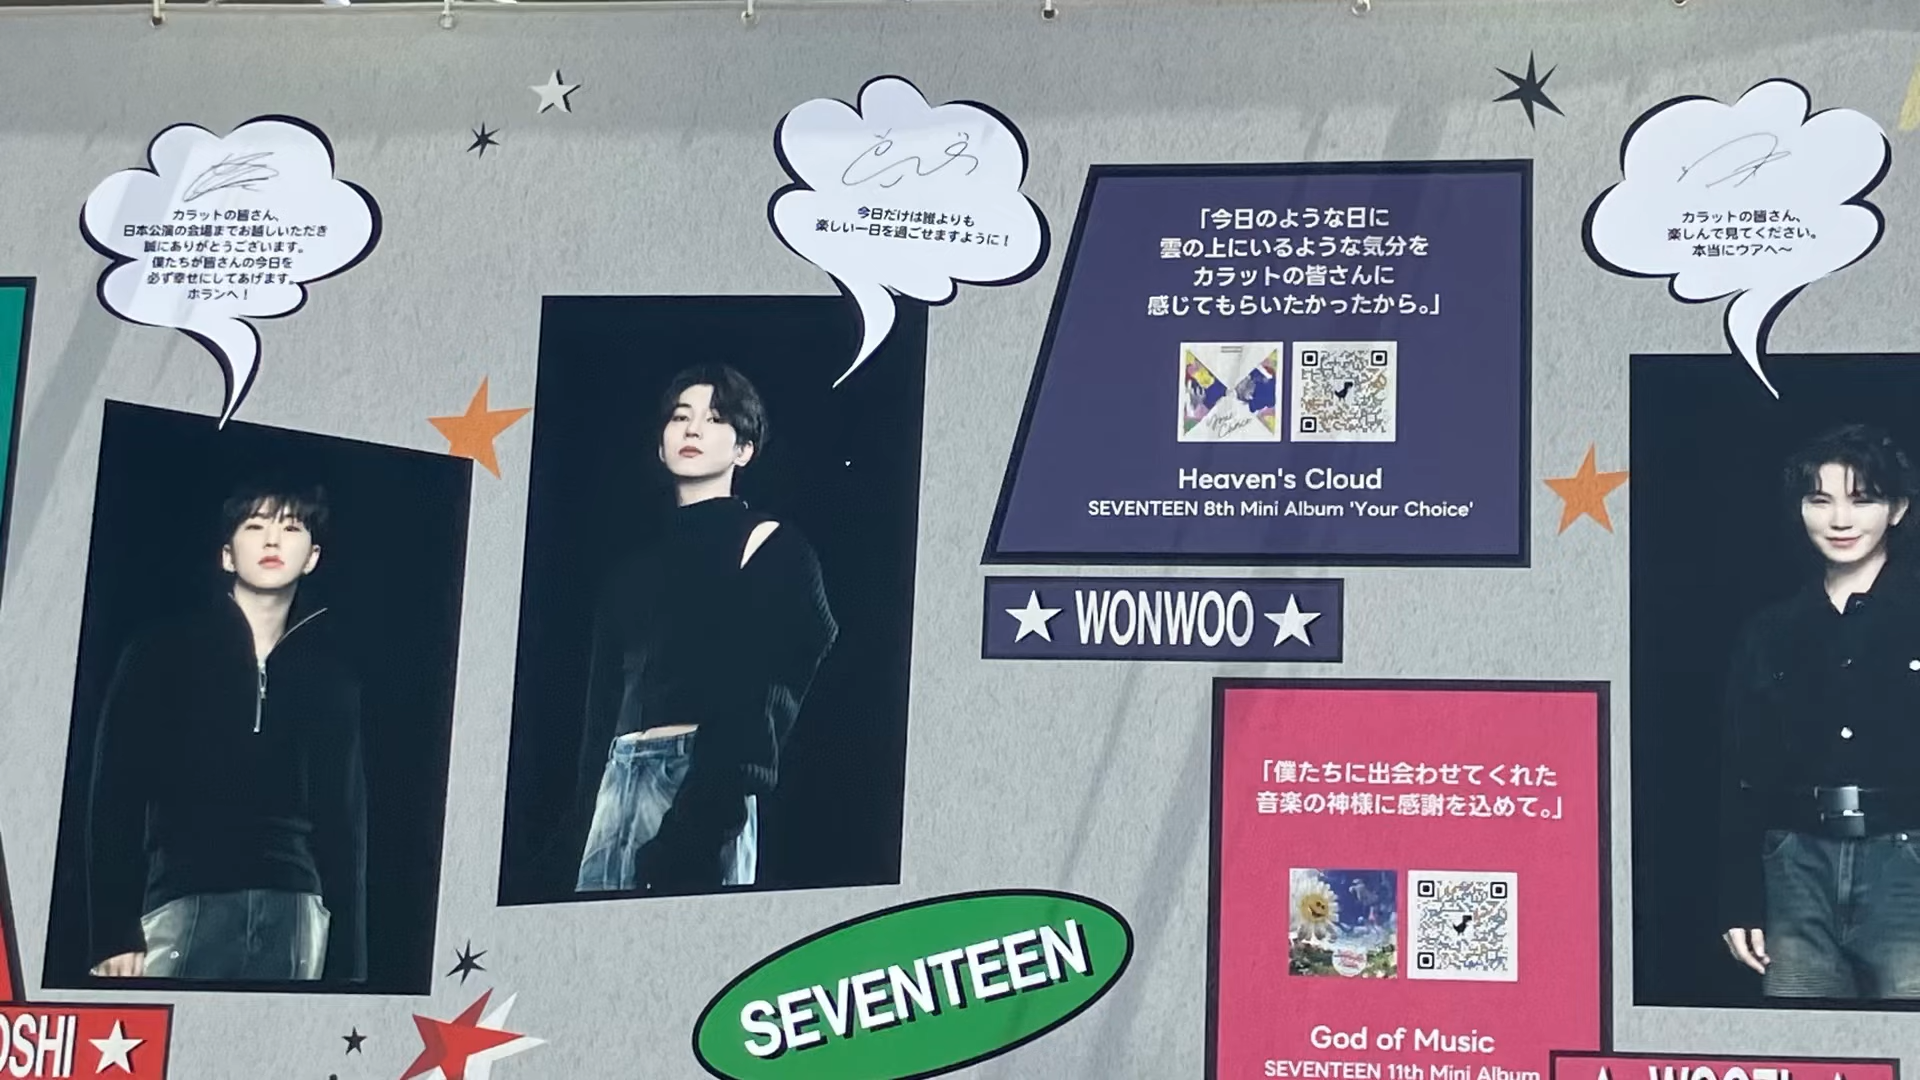 カラットの皆さん、
日本公演の会場までお越しいただき
誠にありがとうございます。
僕たちが皆さんの今日を
必ず幸せにしてあげます。
ホランへ！
今日だけは誰よりも
楽しい一日を過ごせますように！
「今日のような日に
雲の上にいるような気分を
カラットの皆さんに
感じてもらいたかったから。」
Your Choice
Heaven's Cloud
SEVENTEEN 8th Mini Album 'Your Choice'
★ WONWOO ★
カラットの皆さん、
楽しんで見てください。
本当にウアヘ〜
「僕たちに出会わせてくれた
音楽の神様に感謝を込めて。」
God of Music
SEVENTEEN 11th Mini Album
SEVENTEEN
OSHI ★
WOOZI